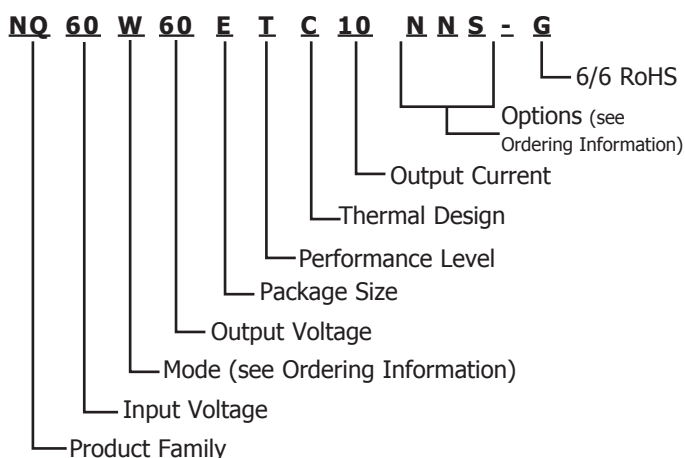 NQ 60 W 60 E T C 10 N N S - G
6/6 RoHS
Options (see
Ordering Information)
Output Current
Thermal Design
Performance Level
Package Size
Output Voltage
Mode (see Ordering Information)
Input Voltage
Product Family